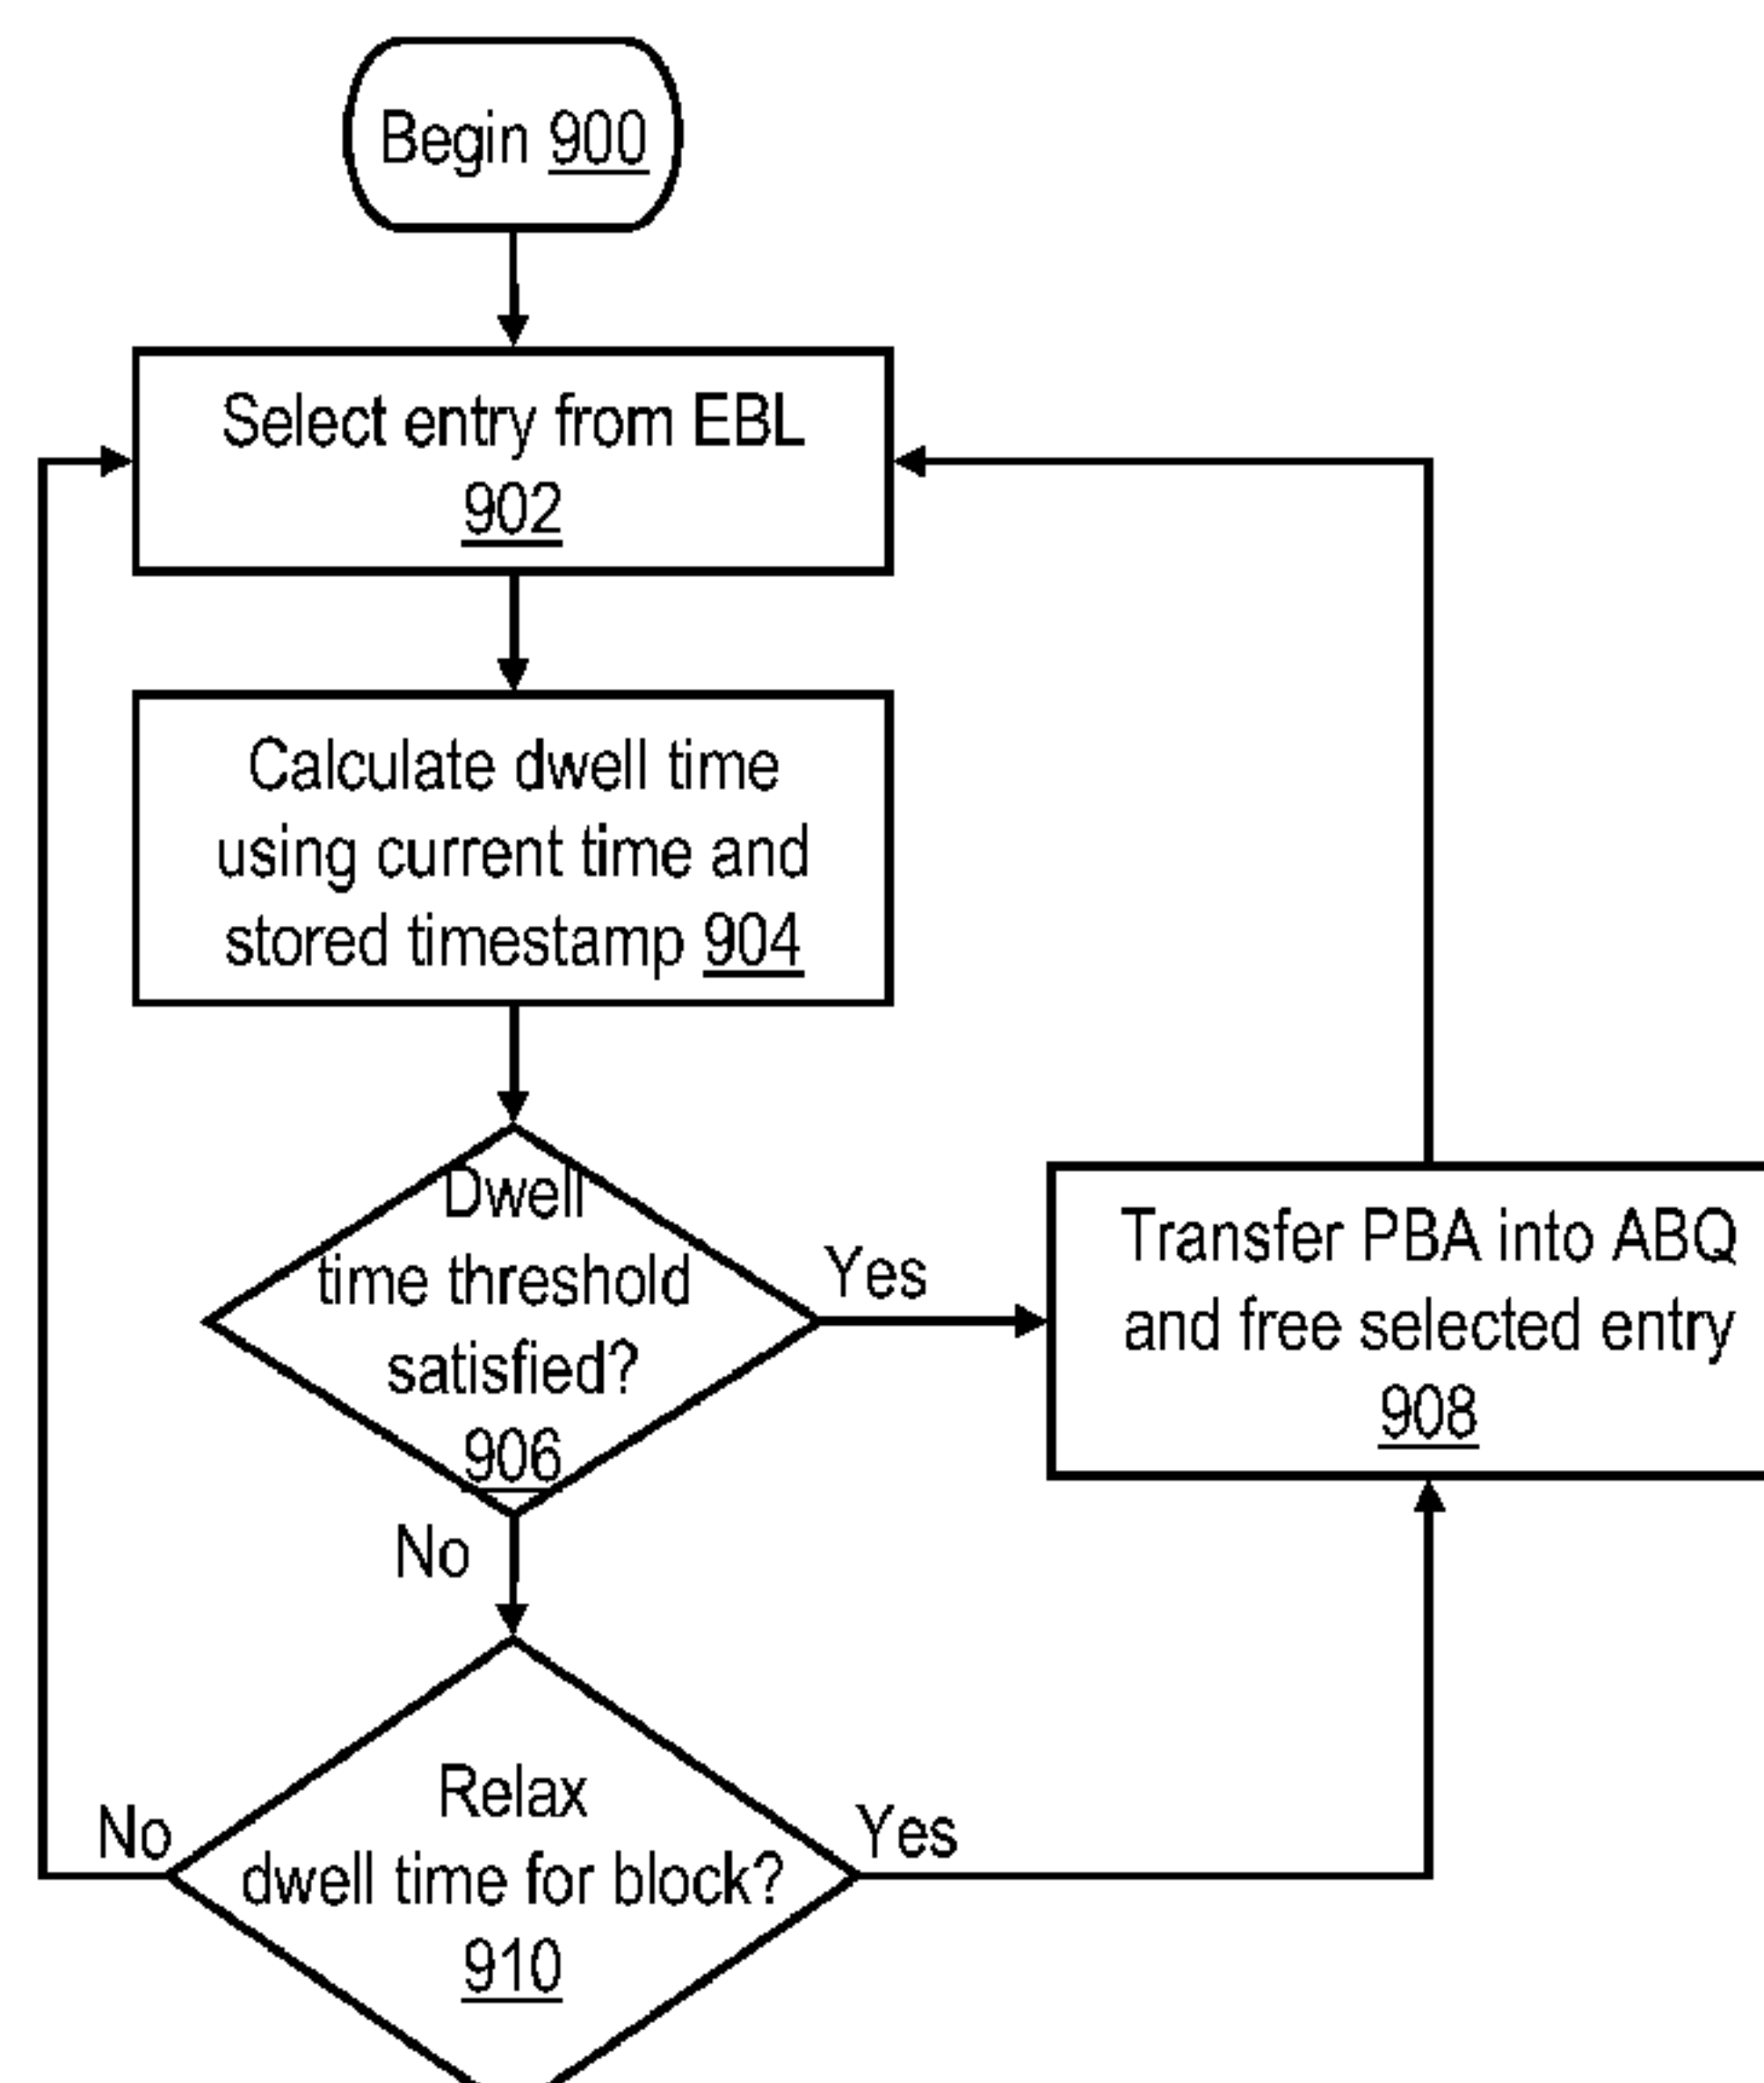 Begin 900
Select entry from EBL
902
Calculate dwell time
using current time and
stored timestamp 904
Dwell
time threshold
satisfied?
906
Yes
No
Transfer PBA into ABQ
and free selected entry
908
Relax
dwell time for block?
910
No
Yes